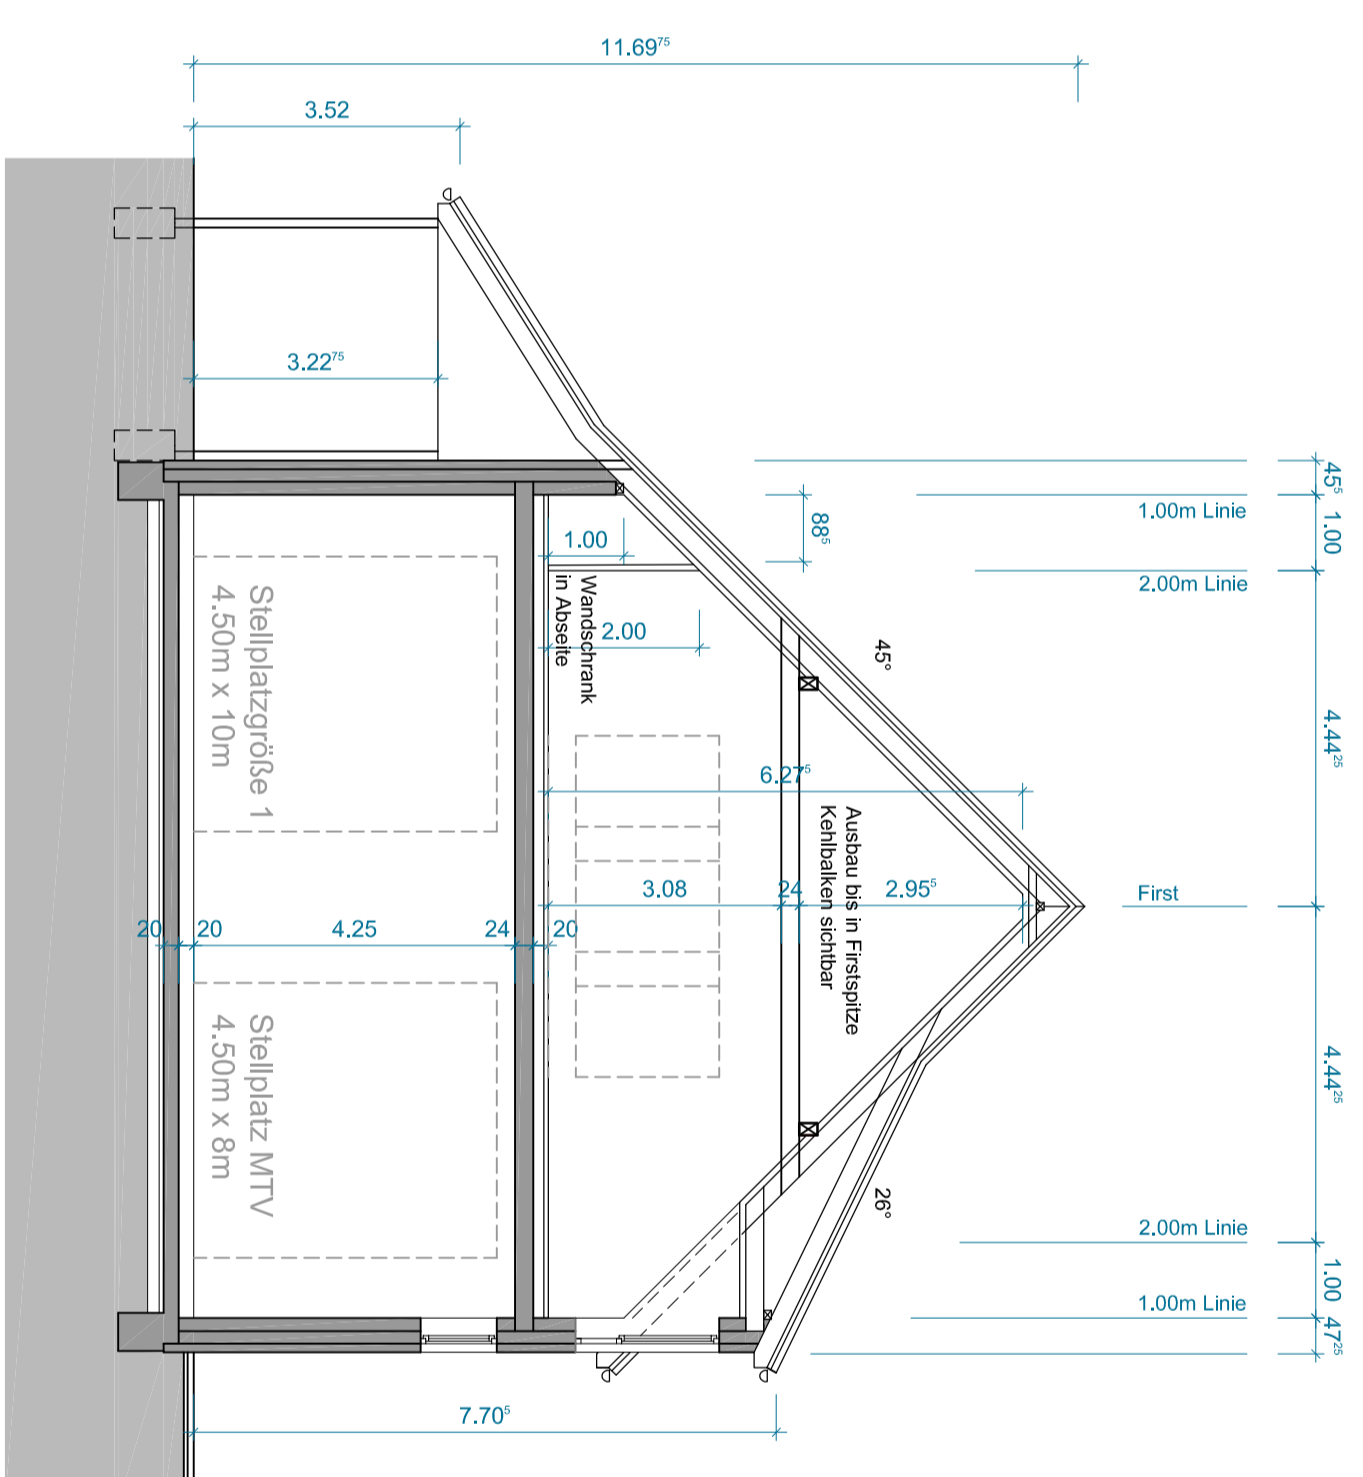 11.69⁷⁵
3.52
3.22⁷⁵
45⁵
1.00m Linie
1.00
88⁵
1.00
2.00m Linie
Wandschrank
in Abseite
2.00
45°
Stellplatzgröße 1
4.50m x 10m
4.44²⁵
6.27⁵
Ausbau bis in Firstspitze
Kehlbalken sichtbar
3.08
24
2.95⁵
First
20
20
4.25
24
20
Stellplatz MTV
4.50m x 8m
4.44²⁵
26°
2.00m Linie
1.00
1.00m Linie
47²⁵
7.70⁵